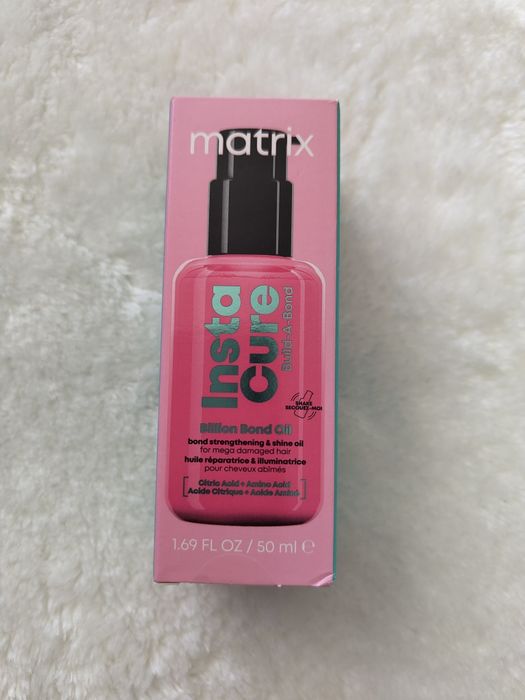 matrix
Insta
Cure
Build-A-Bond
SHAKE
SECOUEZ-MOI
Billion Bond Oil
bond strengthening & shine oil
for mega damaged hair
huile réparatrice & illuminatrice
pour cheveux abîmés
[Citric Acid + Amino Acid
Acide Citrique + Acide Aminé]
1.69 FL OZ / 50 ml ℮